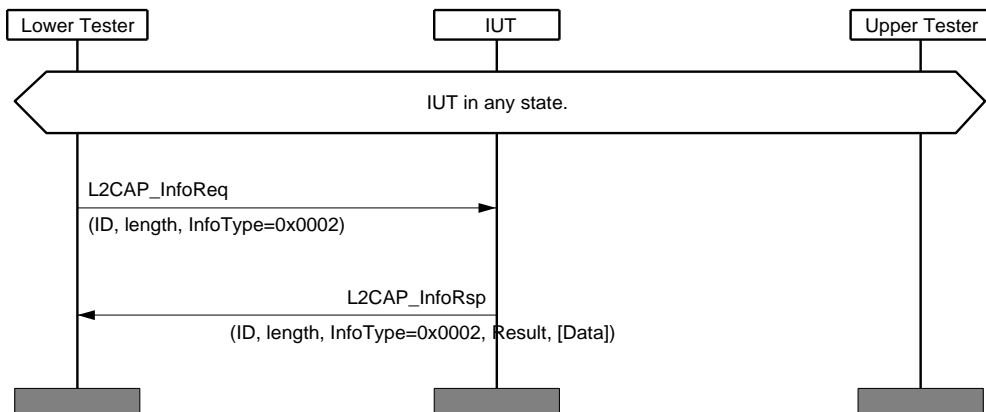 Lower Tester
IUT
Upper Tester
IUT in any state.
L2CAP_InfoReq
(ID, length, InfoType=0x0002)
L2CAP_InfoRsp
(ID, length, InfoType=0x0002, Result, [Data])